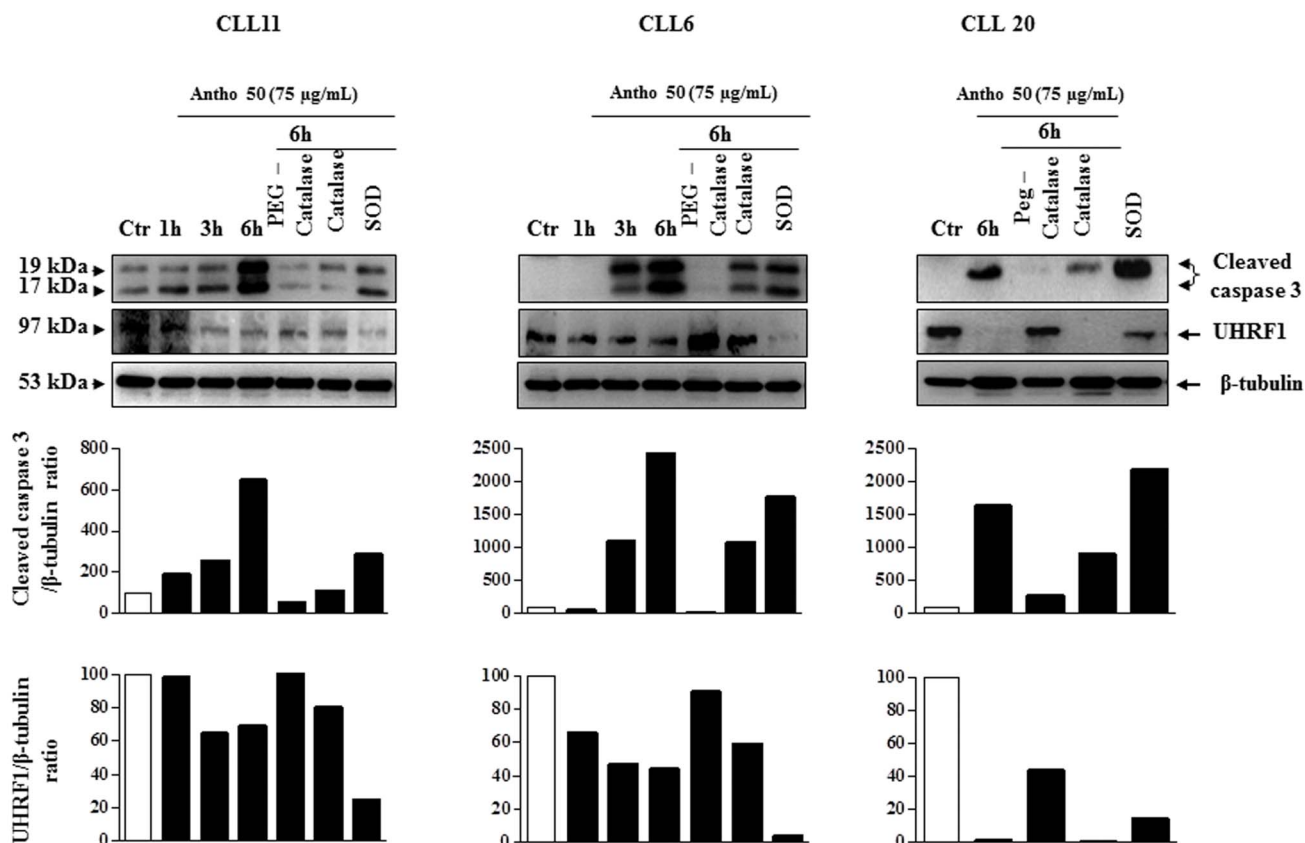 CLL11 CLL6 CLL 20
Antho 50 (75 µg/mL) Antho 50 (75 µg/mL) Antho 50 (75 µg/mL)
6h 6h 6h
Ctr 1h 3h 6h PEG – Catalase Catalase SOD
Ctr 1h 3h 6h PEG – Catalase Catalase SOD
Ctr 6h Peg – Catalase Catalase SOD
19 kDa Cleaved
17 kDa caspase 3
97 kDa UHRF1
53 kDa β-tubulin
Cleaved caspase 3
/β-tubulin ratio
800 2500 2500
600 2000 2000
400 1500 1500
200 1000 1000
0 500 500
0 0
UHRF1/β-tubulin
ratio
100 100 100
80 80 80
60 60 60
40 40 40
20 20 20
0 0 0